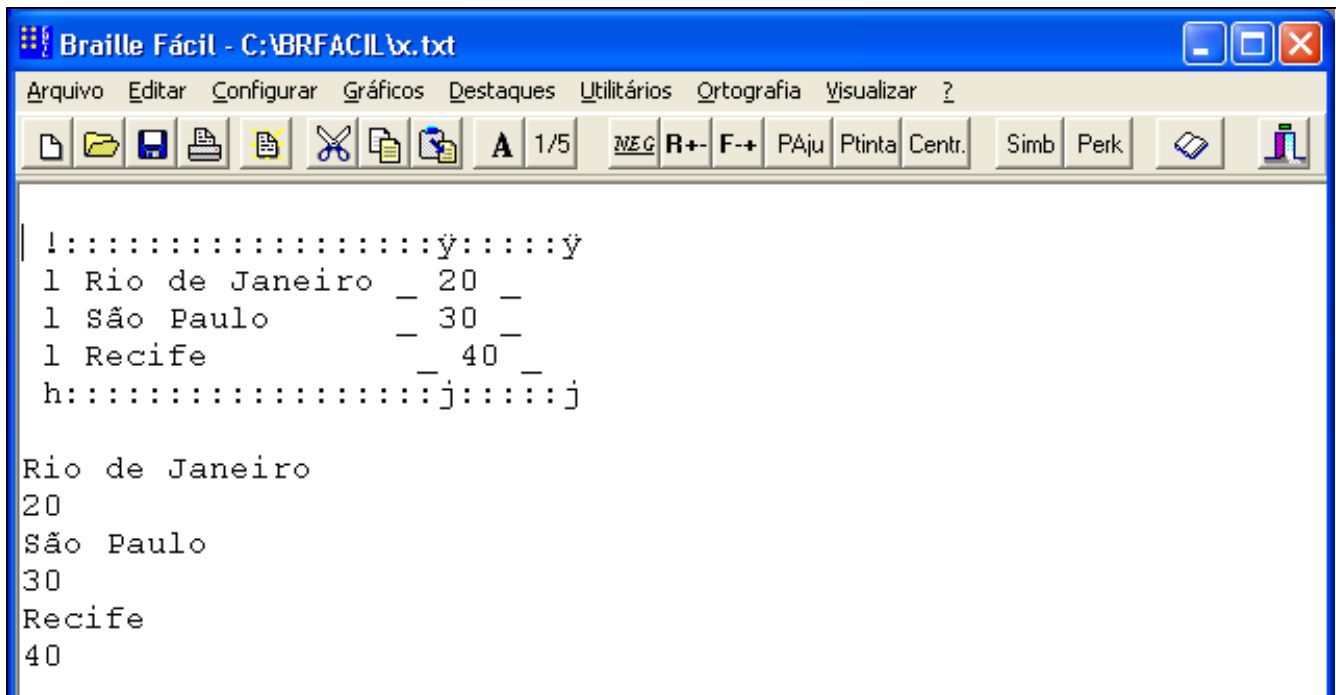 Braille Fácil - C:\BRFACIL\x.txt
Arquivo Editar Configurar Gráficos Destaques Utilitários Ortografia Visualizar ?
A 1/5 NEG R+- F-+ PAju Ptinta Centr. Simb Perk
!::::::::::::::::::ÿ:::::ÿ
l Rio de Janeiro _ 20 _
l São Paulo      _ 30 _
l Recife          _ 40 _
h::::::::::::::::::j:::::j
Rio de Janeiro
20
São Paulo
30
Recife
40